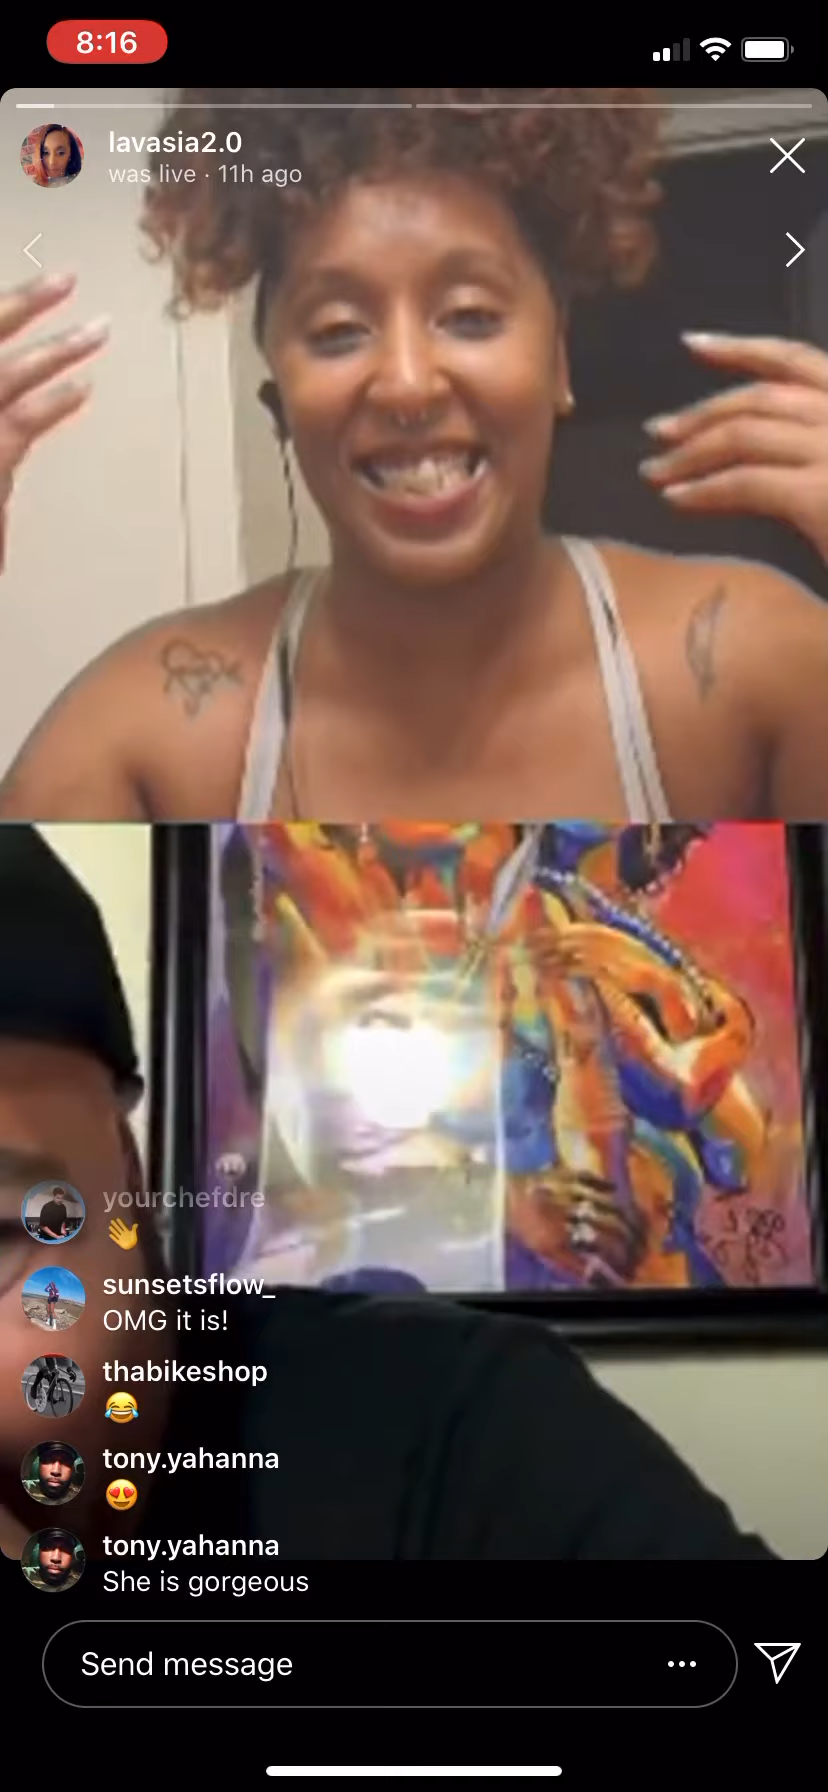 8:16
lavasia2.0
was live · 11h ago
yourchefdre
👋
sunsetsflow_
OMG it is!
thabikeshop
😂
tony.yahanna
😍
tony.yahanna
She is gorgeous
Send message